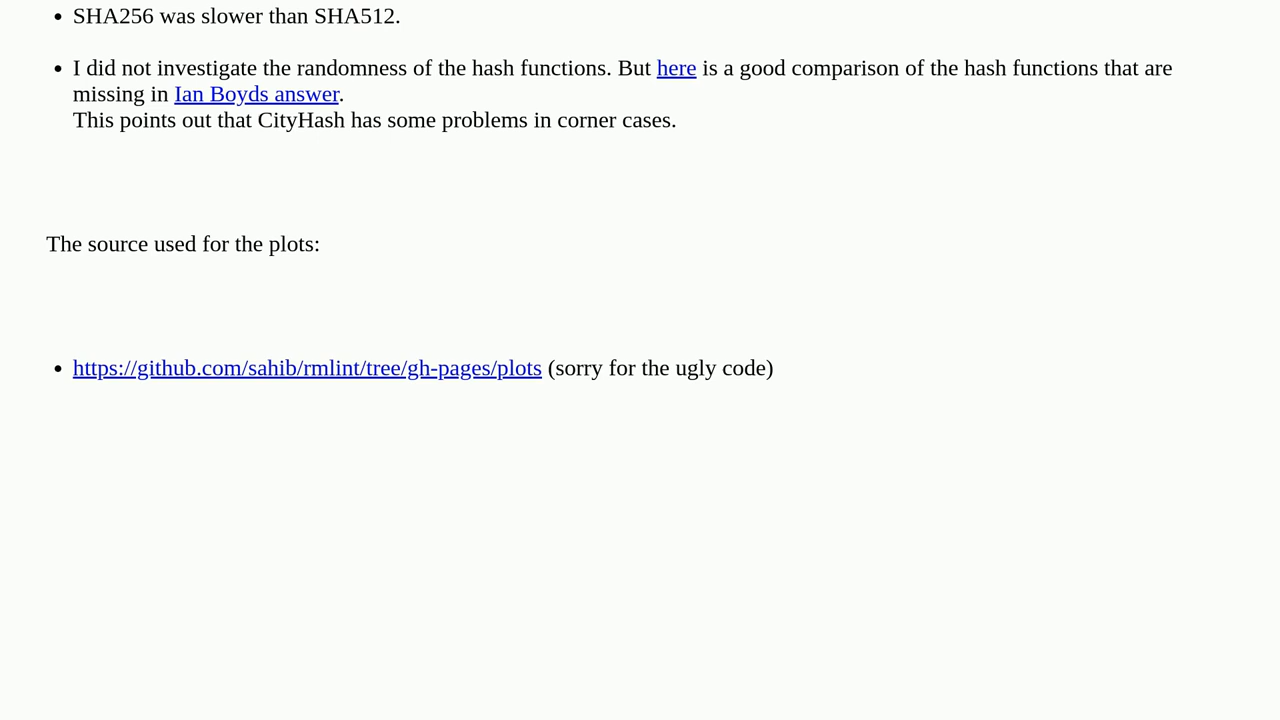 • SHA256 was slower than SHA512.
• I did not investigate the randomness of the hash functions. But here is a good comparison of the hash functions that are
missing in Ian Boyds answer.
This points out that CityHash has some problems in corner cases.
The source used for the plots:
• https://github.com/sahib/rmlint/tree/gh-pages/plots (sorry for the ugly code)